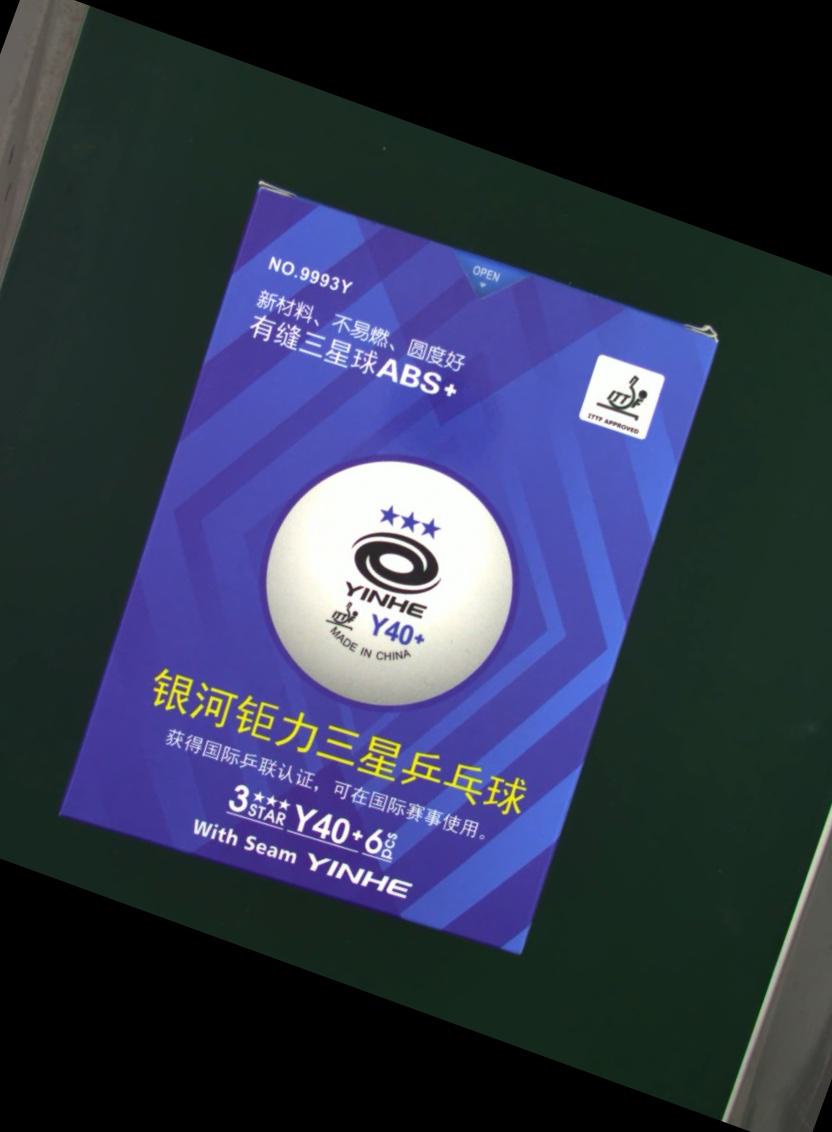 OPEN
NO.9993Y
新材料、不易燃、圆度好
有缝三星球ABS+
ITTF
ITTF APPROVED
YINHE
ITTF Y40+
MADE IN CHINA
银河钜力三星乒乓球
获得国际乒联认证，可在国际赛事使用。
3 STAR Y40+ 6 pcs
With Seam YINHE